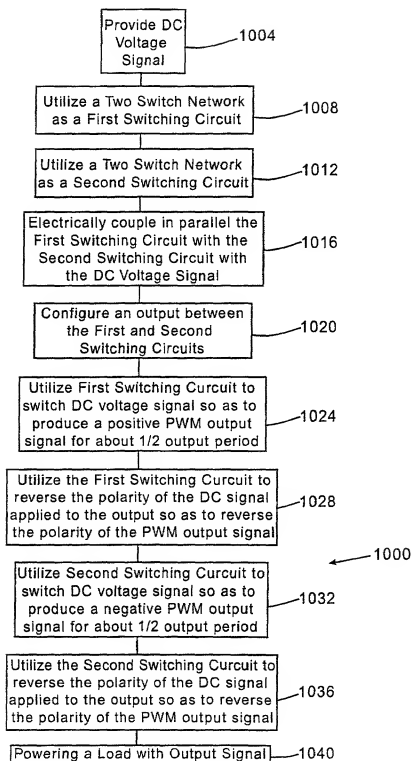 Provide DC
Voltage
Signal
1004
Utilize a Two Switch Network
as a First Switching Circuit
1008
Utilize a Two Switch Network
as a Second Switching Circuit
1012
Electrically couple in parallel the
First Switching Circuit with the
Second Switching Circuit with
the DC Voltage Signal
1016
Configure an output between
the First and Second
Switching Circuits
1020
Utilize First Switching Curcuit to
switch DC voltage signal so as to
produce a positive PWM output
signal for about 1/2 output period
1024
Utilize the First Switching Curcuit to
reverse the polarity of the DC signal
applied to the output so as to reverse
the polarity of the PWM output signal
1028
1000
Utilize Second Switching Curcuit to
switch DC voltage signal so as to
produce a negative PWM output
signal for about 1/2 output period
1032
Utilize the Second Switching Curcuit to
reverse the polarity of the DC signal
applied to the output so as to reverse
the polarity of the PWM output signal
1036
Powering a Load with Output Signal
1040